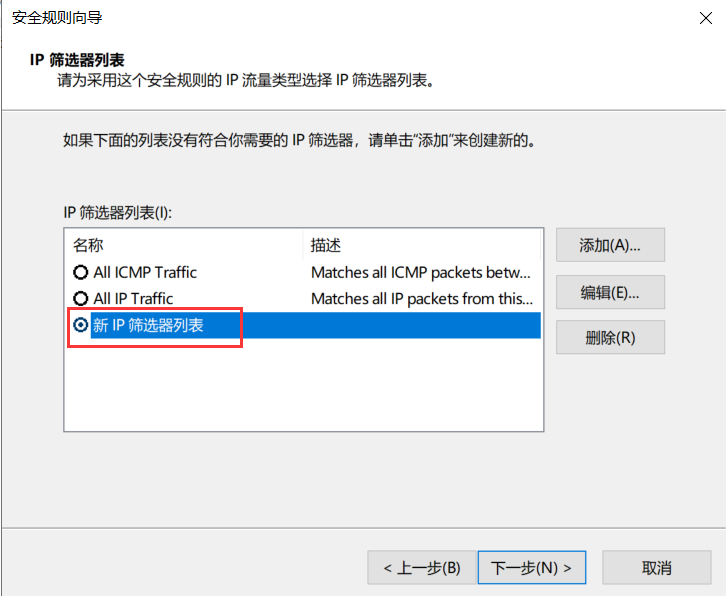 安全规则向导
IP 筛选器列表
请为采用这个安全规则的 IP 流量类型选择 IP 筛选器列表。
如果下面的列表没有符合你需要的 IP 筛选器，请单击“添加”来创建新的。
IP 筛选器列表(I):
名称 描述
All ICMP Traffic Matches all ICMP packets betw...
All IP Traffic Matches all IP packets from this...
新 IP 筛选器列表
添加(A)...
编辑(E)...
删除(R)
< 上一步(B) 下一步(N) > 取消